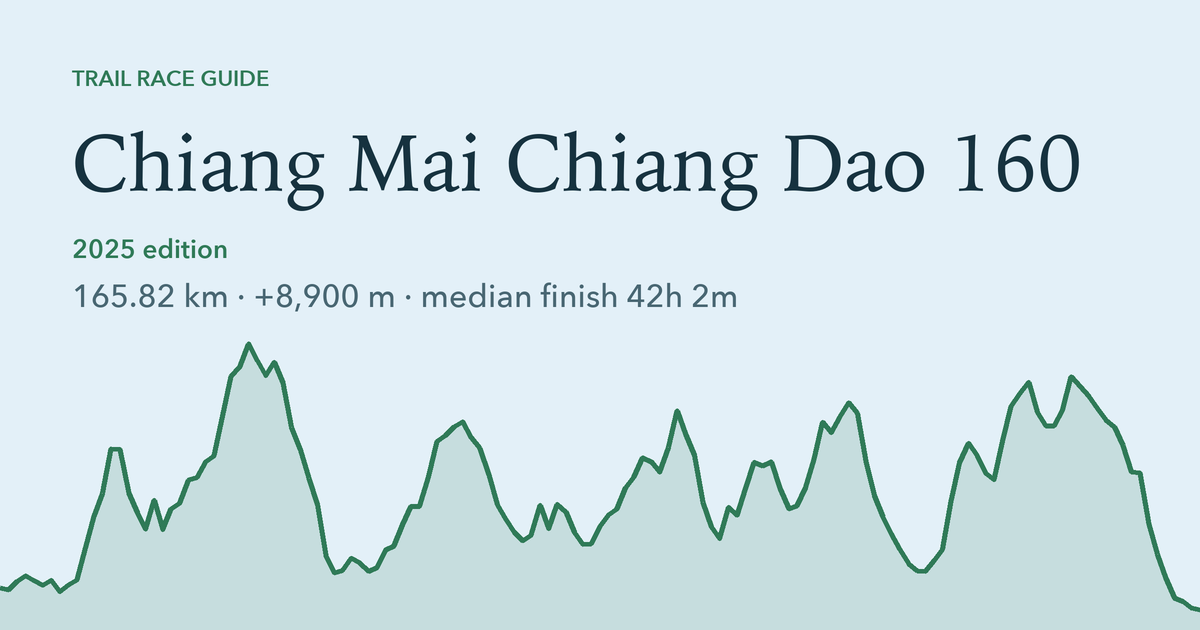 TRAIL RACE GUIDE
Chiang Mai Chiang Dao 160
2025 edition
165.82 km · +8,900 m · median finish 42h 2m